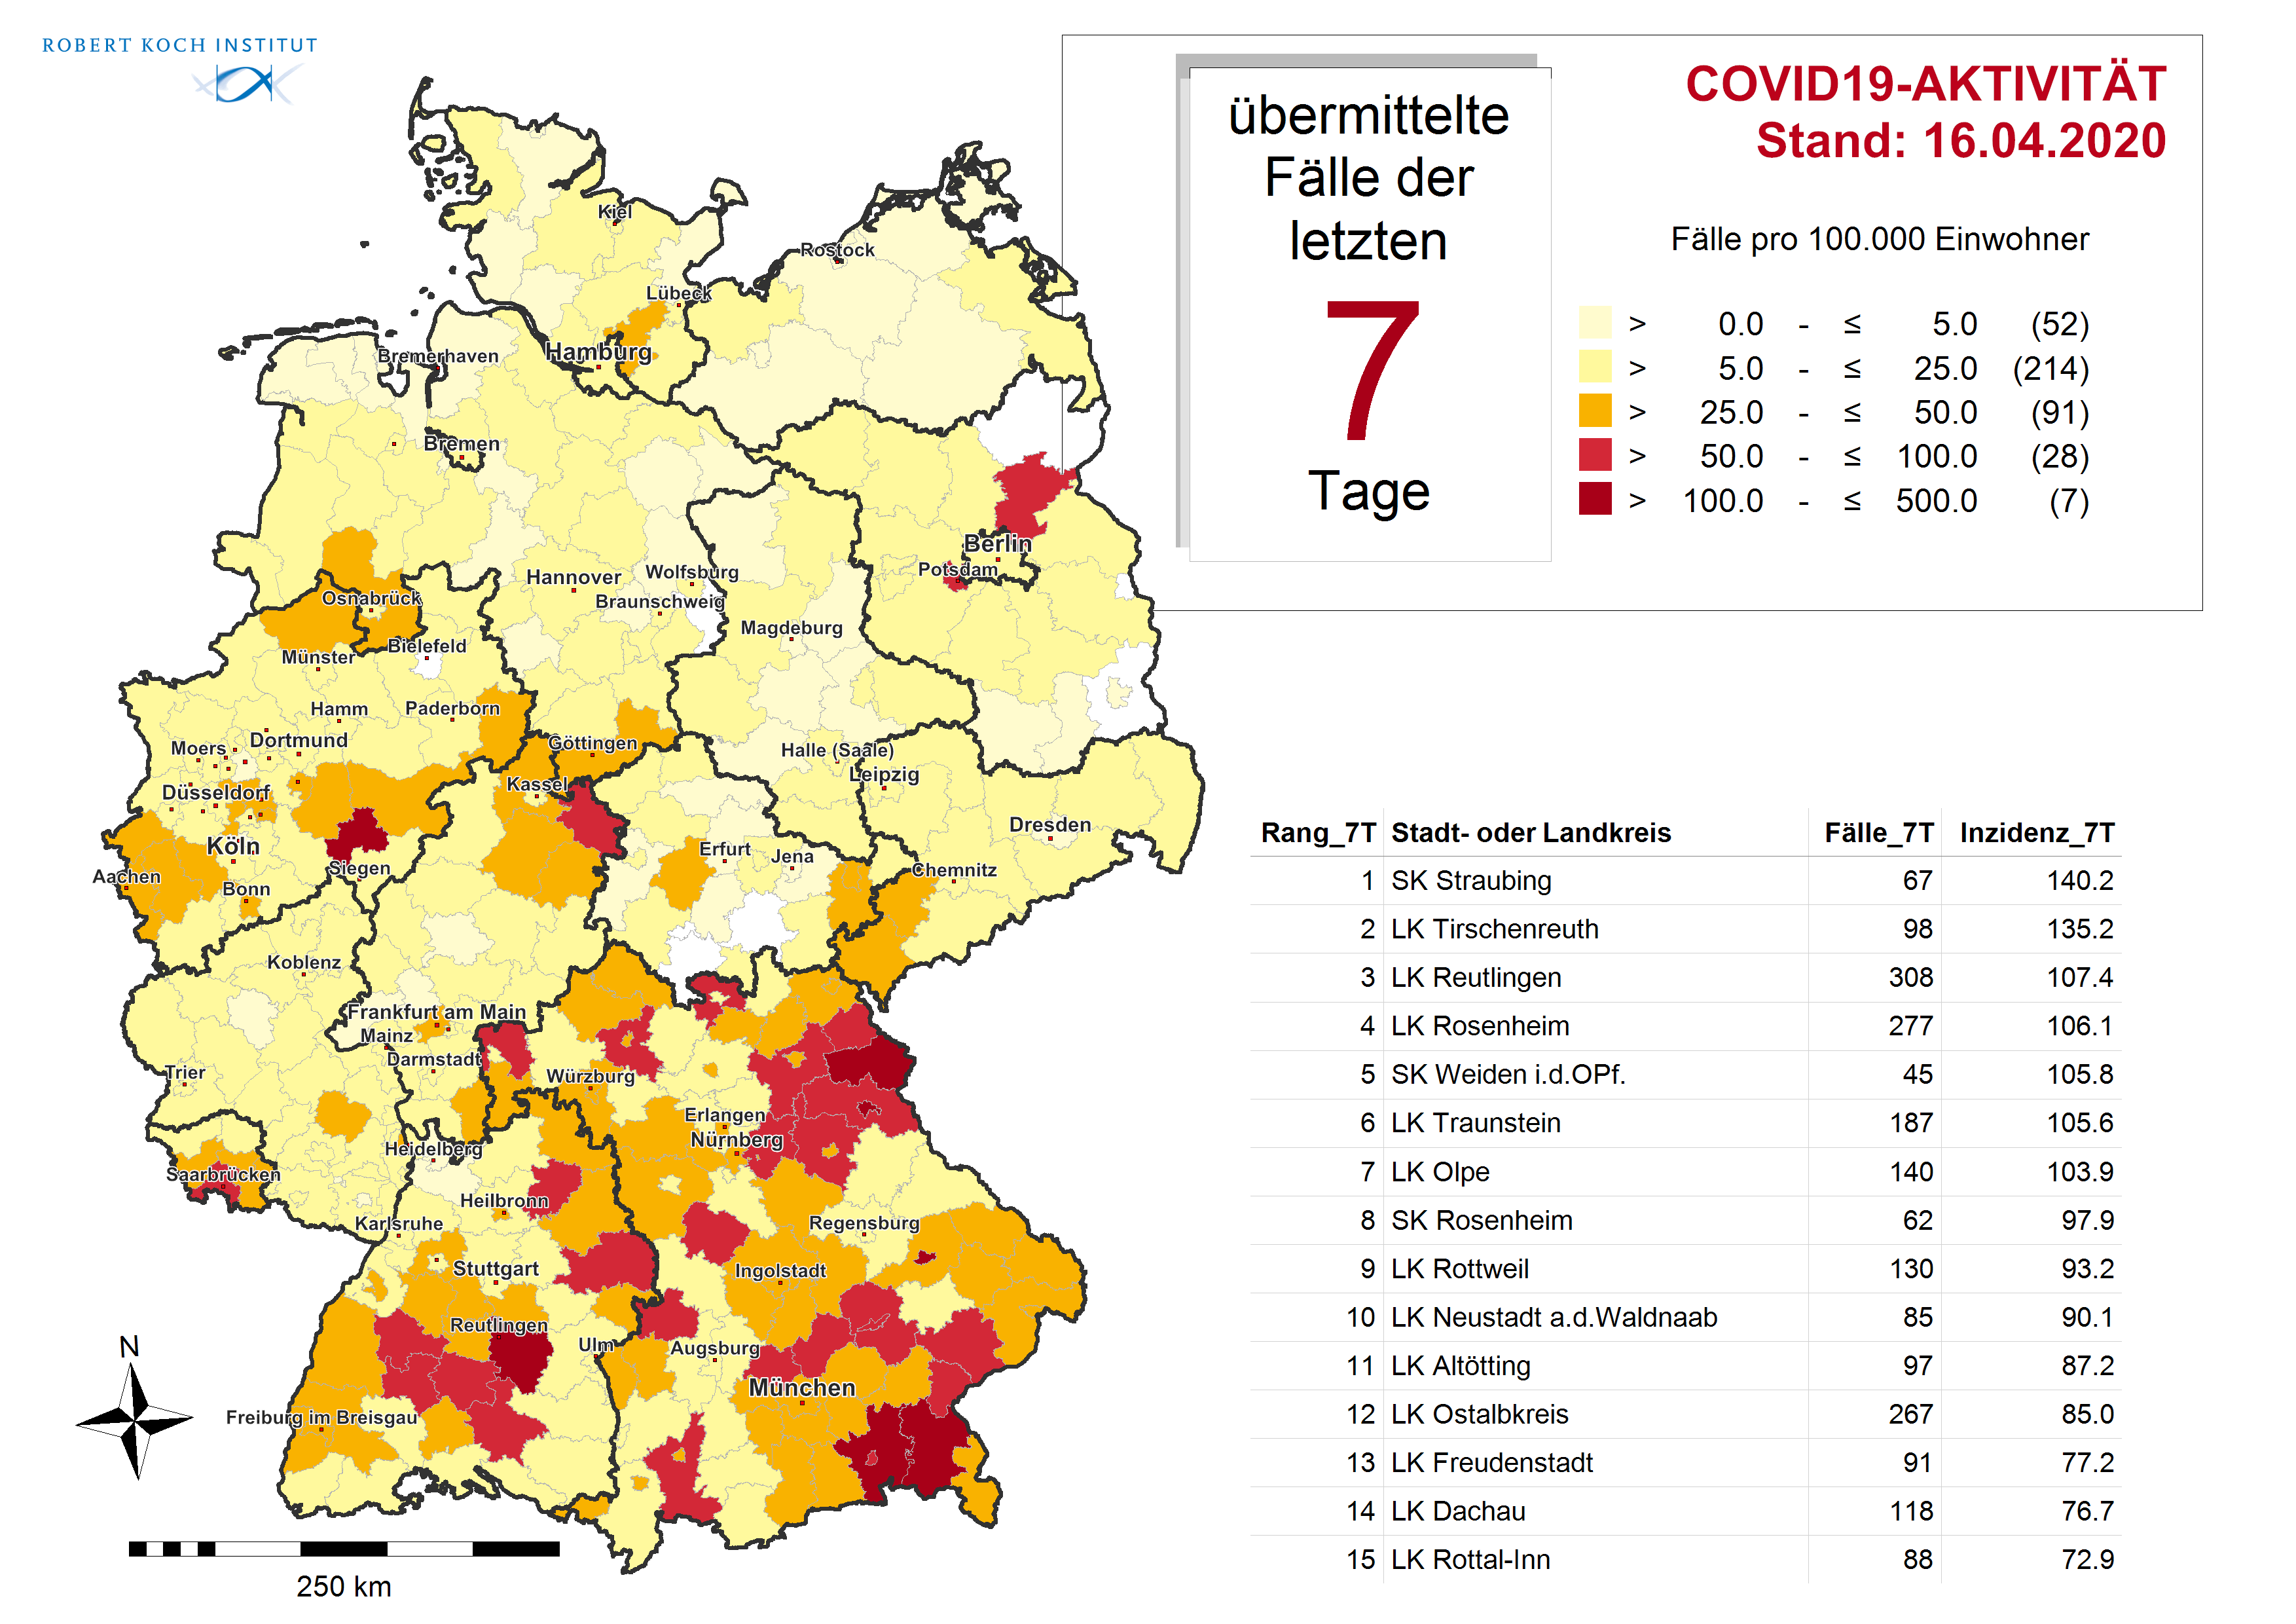 ROBERT KOCH INSTITUT
übermittelte
Fälle der
letzten
7
Tage
COVID19-AKTIVITÄT
Stand: 16.04.2020
Fälle pro 100.000 Einwohner
> 0.0 - ≤ 5.0 (52)
> 5.0 - ≤ 25.0 (214)
> 25.0 - ≤ 50.0 (91)
> 50.0 - ≤ 100.0 (28)
> 100.0 - ≤ 500.0 (7)
Kiel
Rostock
Lübeck
Hamburg
Bremerhaven
Bremen
Berlin
Potsdam
Hannover
Wolfsburg
Braunschweig
Osnabrück
Magdeburg
Bielefeld
Münster
Hamm
Paderborn
Moers
Dortmund
Göttingen
Halle (Saale)
Leipzig
Kassel
Düsseldorf
Dresden
Köln
Erfurt
Jena
Siegen
Chemnitz
Aachen
Bonn
Koblenz
Frankfurt am Main
Mainz
Darmstadt
Trier
Würzburg
Erlangen
Nürnberg
Heidelberg
Saarbrücken
Heilbronn
Karlsruhe
Regensburg
Stuttgart
Ingolstadt
Reutlingen
Ulm
Augsburg
München
Freiburg im Breisgau
N
250 km
Rang_7T Stadt- oder Landkreis Fälle_7T Inzidenz_7T
1 SK Straubing 67 140.2
2 LK Tirschenreuth 98 135.2
3 LK Reutlingen 308 107.4
4 LK Rosenheim 277 106.1
5 SK Weiden i.d.OPf. 45 105.8
6 LK Traunstein 187 105.6
7 LK Olpe 140 103.9
8 SK Rosenheim 62 97.9
9 LK Rottweil 130 93.2
10 LK Neustadt a.d.Waldnaab 85 90.1
11 LK Altötting 97 87.2
12 LK Ostalbkreis 267 85.0
13 LK Freudenstadt 91 77.2
14 LK Dachau 118 76.7
15 LK Rottal-Inn 88 72.9